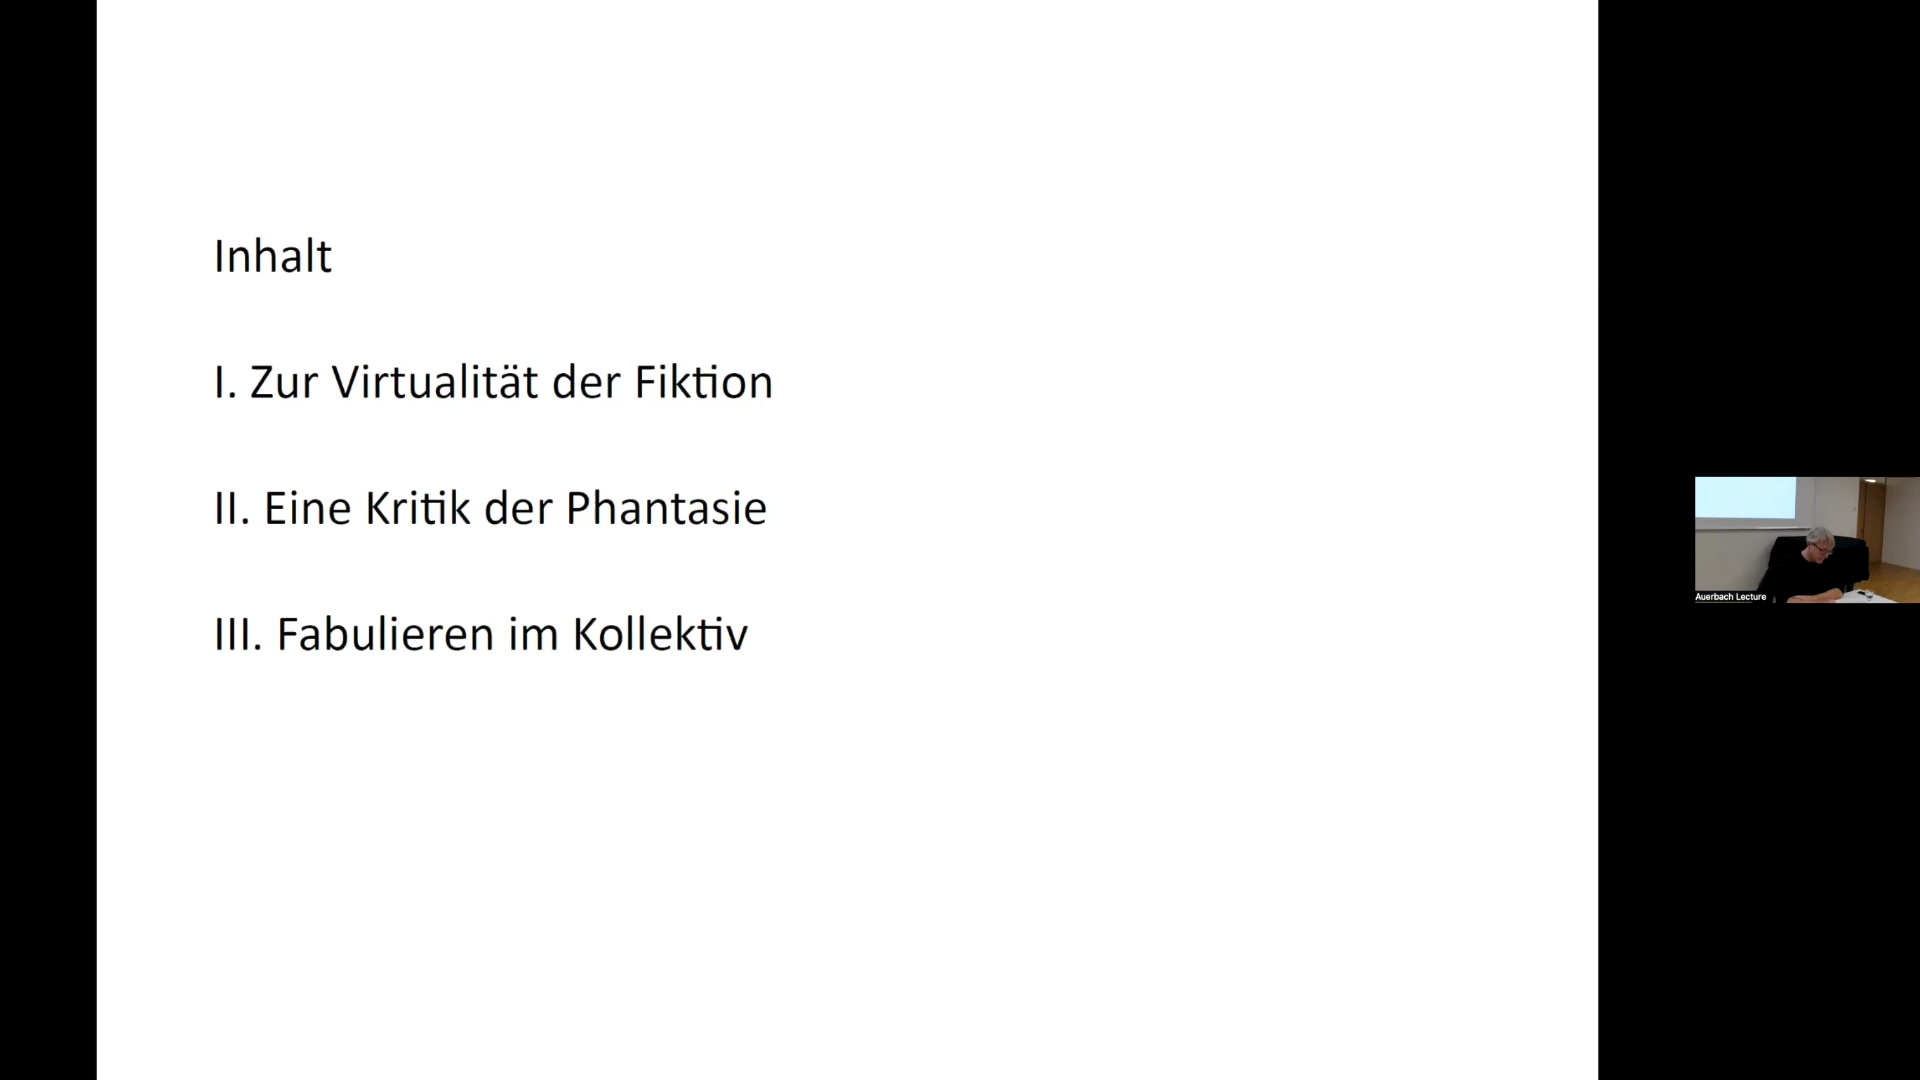 Inhalt
I. Zur Virtualität der Fiktion
II. Eine Kritik der Phantasie
III. Fabulieren im Kollektiv
Auerbach Lecture